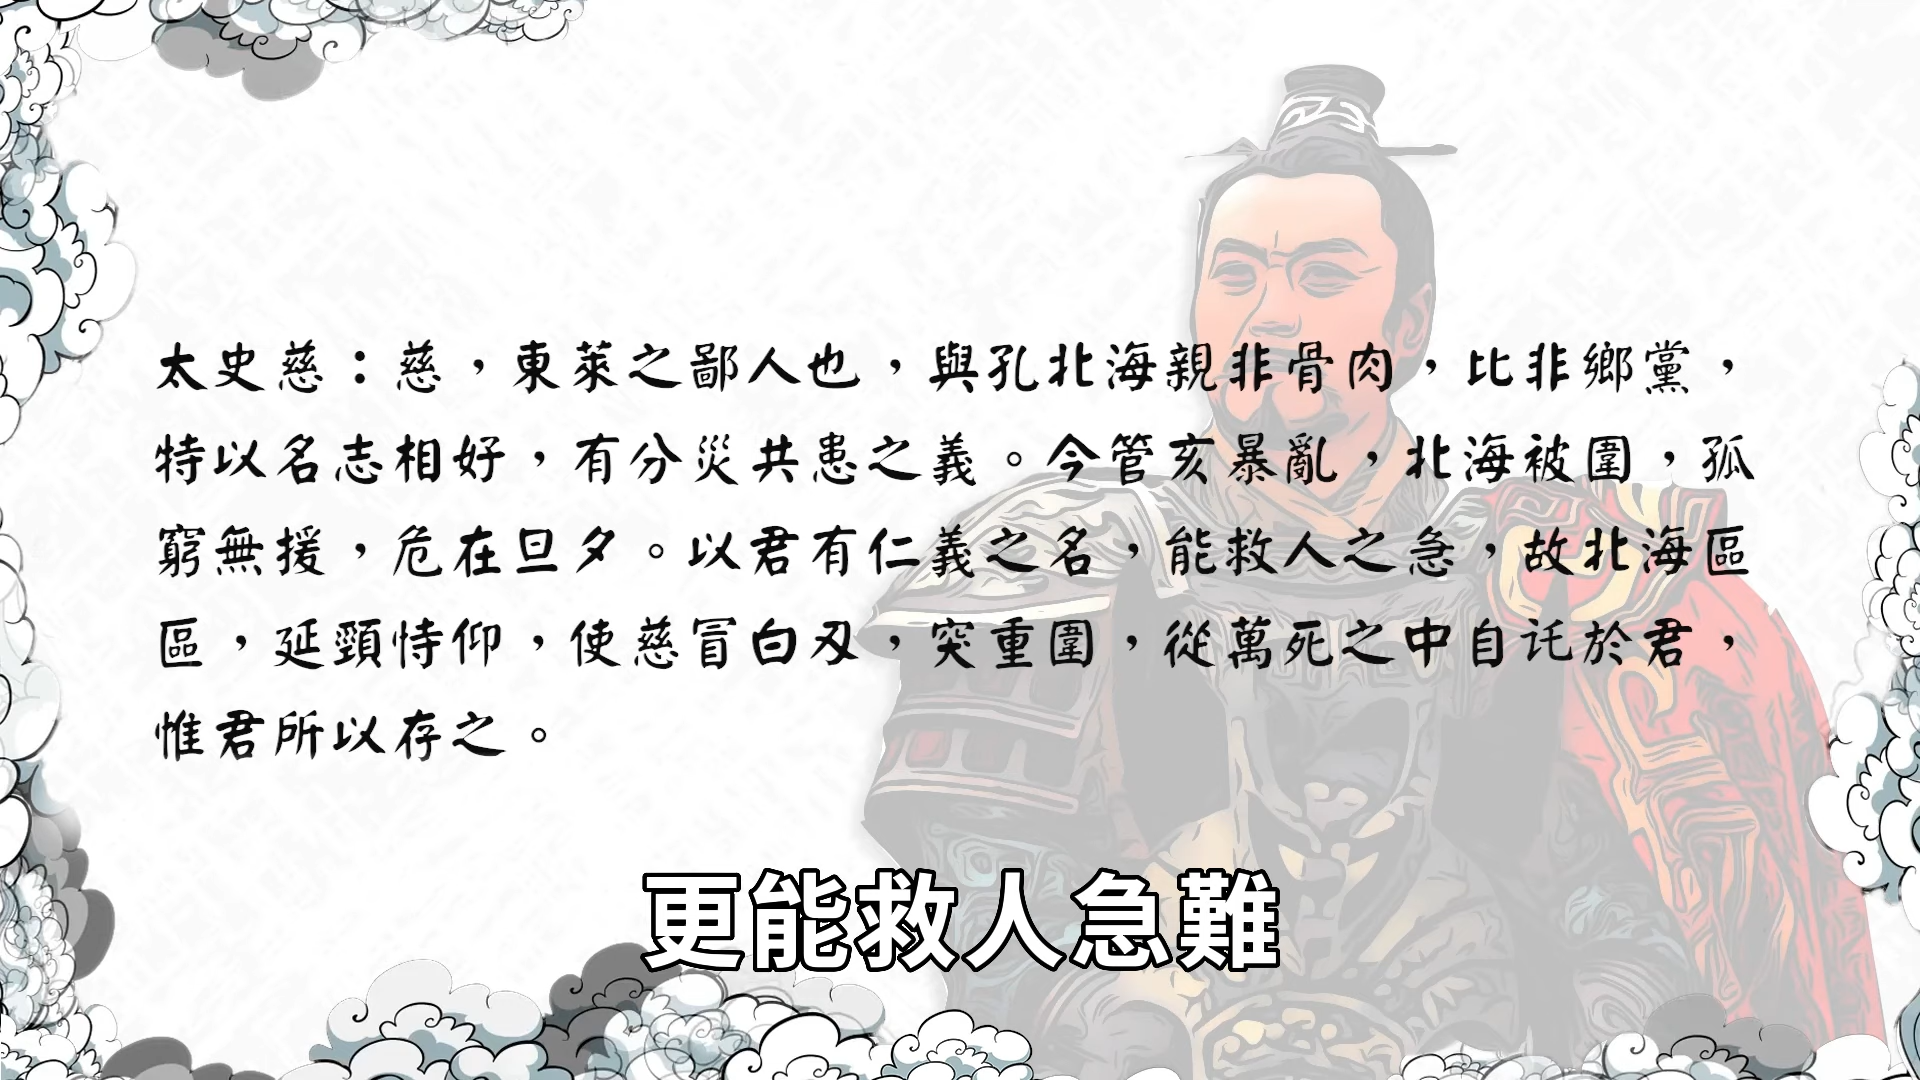 太史慈：慈，東萊之鄙人也，與孔北海親非骨肉，比非鄉黨，
特以名志相好，有分災共患之義。今管亥暴亂，北海被圍，孤
窮無援，危在旦夕。以君有仁義之名，能救人之急，故北海區
區，延頸恃仰，使慈冒白刃，突重圍，從萬死之中自託於君，
惟君所以存之。
更能救人急難